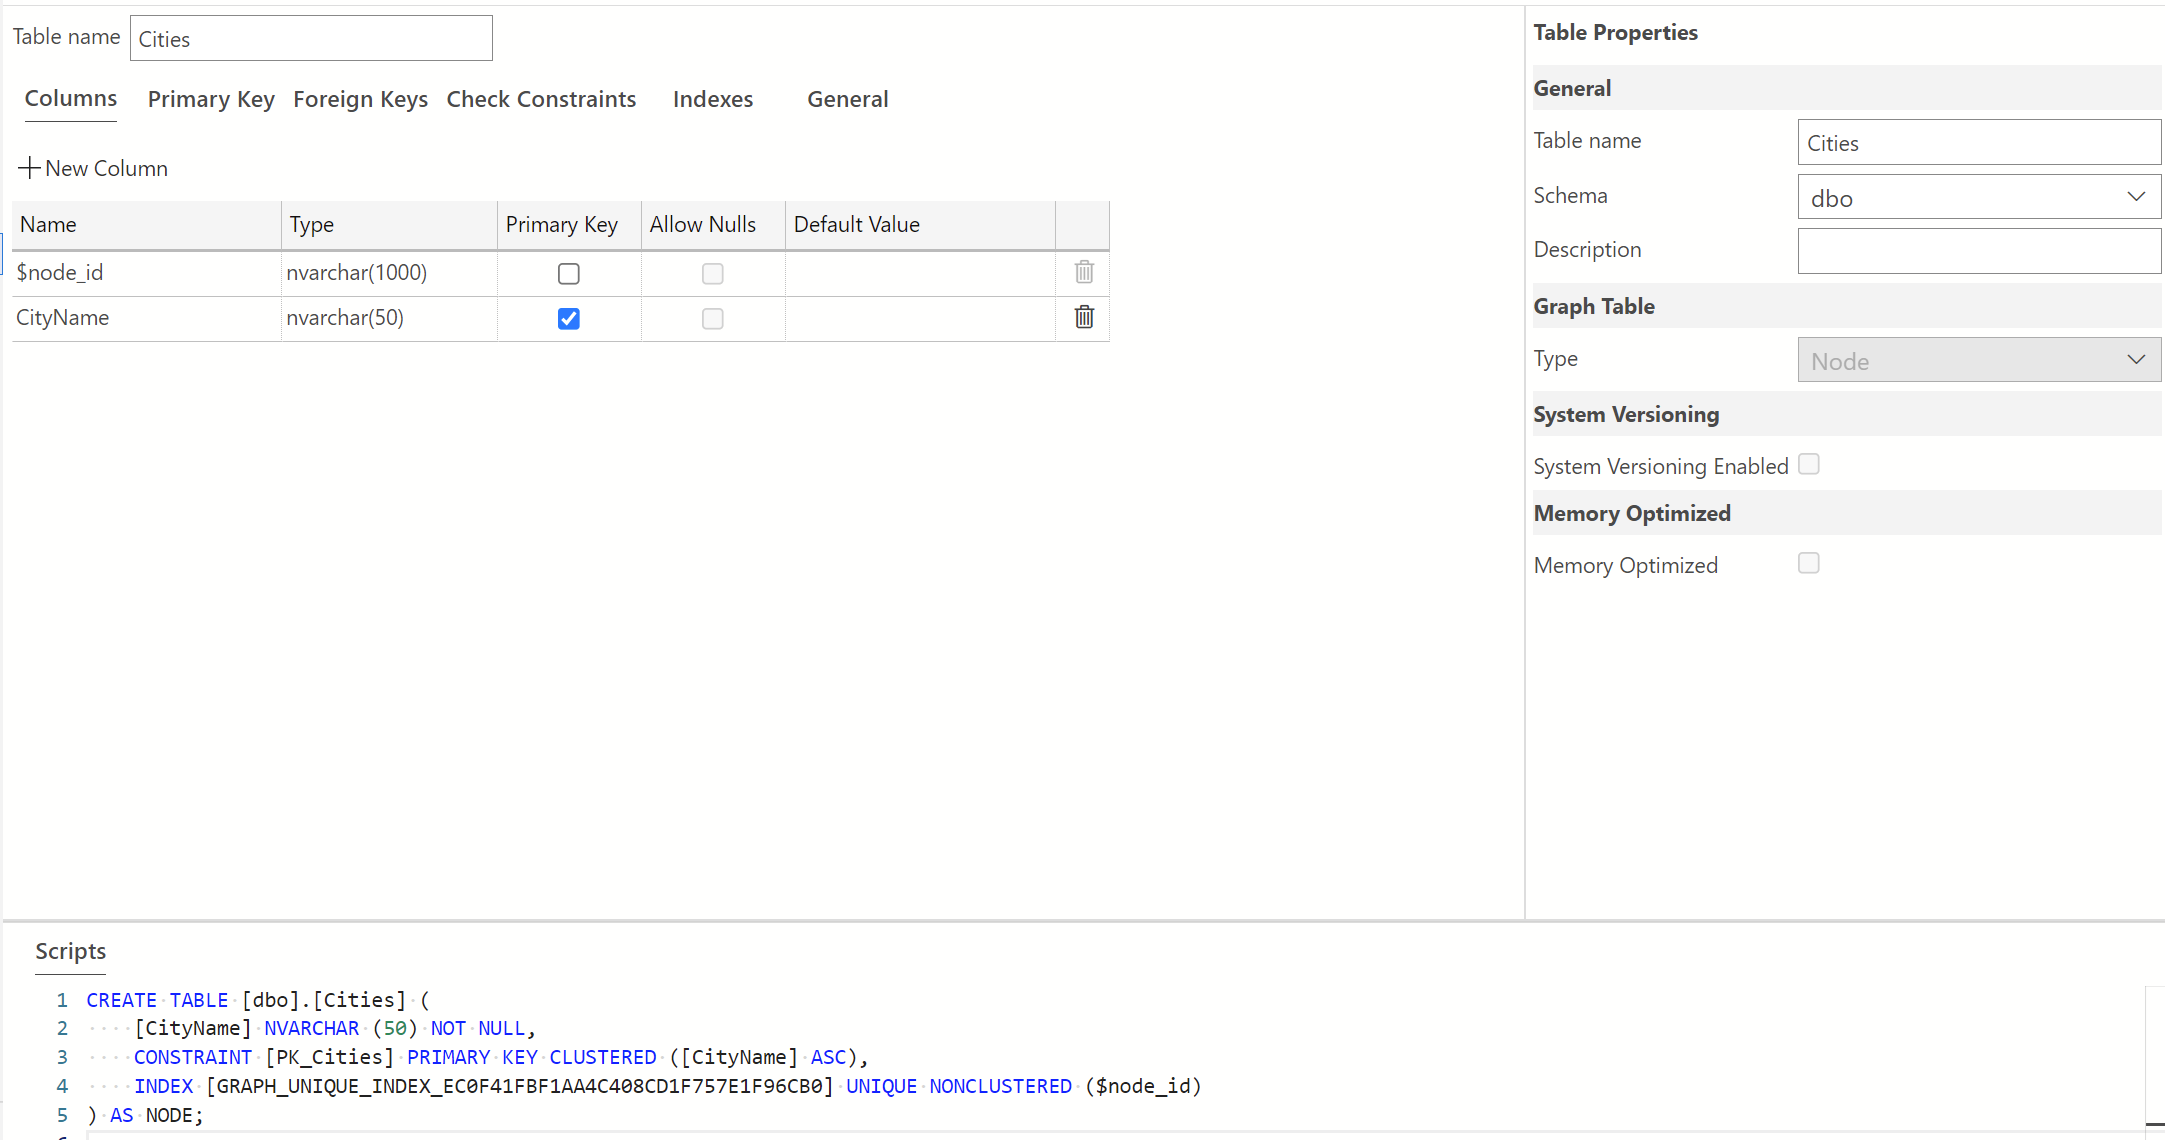 Table name Cities
Columns Primary Key Foreign Keys Check Constraints Indexes General
New Column
Name Type Primary Key Allow Nulls Default Value
$node_id nvarchar(1000)
CityName nvarchar(50)
Table Properties
General
Table name Cities
Schema dbo
Description
Graph Table
Type Node
System Versioning
System Versioning Enabled
Memory Optimized
Memory Optimized
Scripts
1 CREATE TABLE [dbo].[Cities] (
2 [CityName] NVARCHAR (50) NOT NULL,
3 CONSTRAINT [PK_Cities] PRIMARY KEY CLUSTERED ([CityName] ASC),
4 INDEX [GRAPH_UNIQUE_INDEX_EC0F41FBF1AA4C408CD1F757E1F96CB0] UNIQUE NONCLUSTERED ($node_id)
5 ) AS NODE;